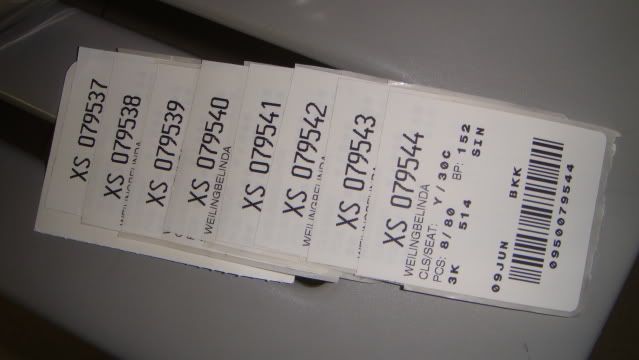 XS 079537
XS 079538
XS 079539
XS 079540
WEILINGBELINDA
XS 079541
XS 079542
XS 079543
XS 079544
WEILINGBELINDA
CLS/SEAT: Y/30C
PCS: 8/80 BP: 152
3K 514 SIN
09JUN BKK
0950079544